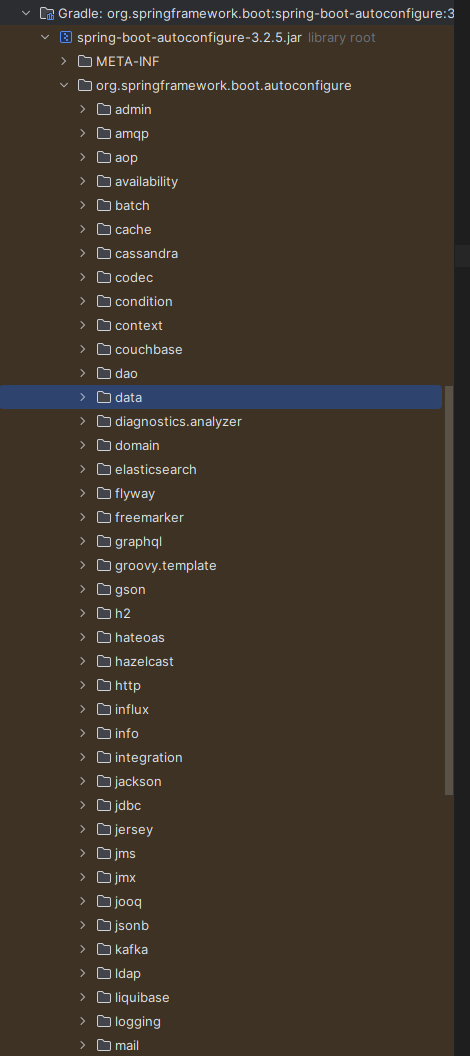 Gradle: org.springframework.boot:spring-boot-autoconfigure:3
spring-boot-autoconfigure-3.2.5.jar library root
META-INF
org.springframework.boot.autoconfigure
admin
amqp
aop
availability
batch
cache
cassandra
codec
condition
context
couchbase
dao
data
diagnostics.analyzer
domain
elasticsearch
flyway
freemarker
graphql
groovy.template
gson
h2
hateoas
hazelcast
http
influx
info
integration
jackson
jdbc
jersey
jms
jmx
jooq
jsonb
kafka
ldap
liquibase
logging
mail